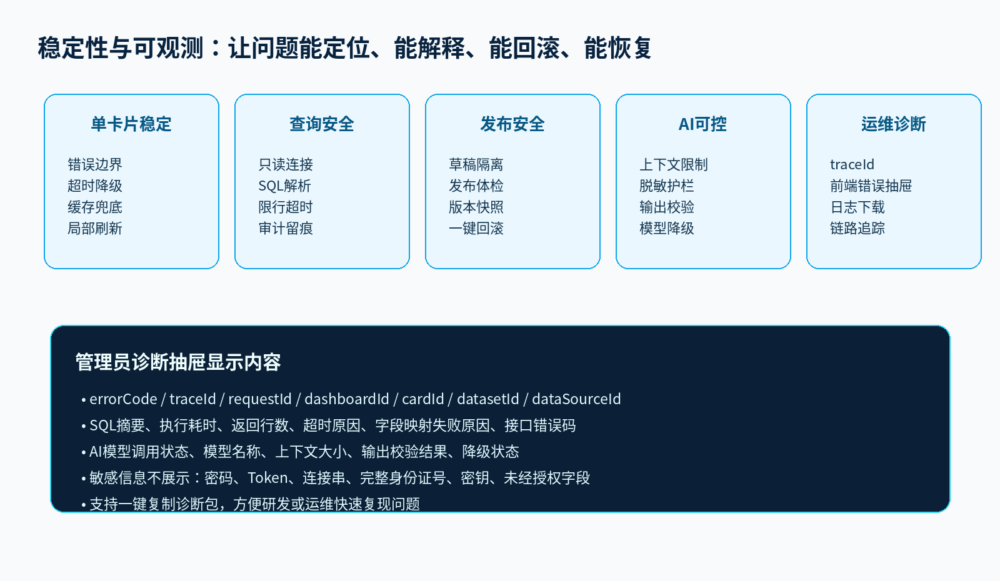 稳定性与可观测：让问题能定位、能解释、能回滚、能恢复
单卡片稳定
错误边界
超时降级
缓存兜底
局部刷新
查询安全
只读连接
SQL解析
限行超时
审计留痕
发布安全
草稿隔离
发布体检
版本快照
一键回滚
AI可控
上下文限制
脱敏护栏
输出校验
模型降级
运维诊断
traceId
前端错误抽屉
日志下载
链路追踪
管理员诊断抽屉显示内容
• errorCode / traceId / requestId / dashboardId / cardId / datasetId / dataSourceId
• SQL摘要、执行耗时、返回行数、超时原因、字段映射失败原因、接口错误码
• AI模型调用状态、模型名称、上下文大小、输出校验结果、降级状态
• 敏感信息不展示：密码、Token、连接串、完整身份证号、密钥、未经授权字段
• 支持一键复制诊断包，方便研发或运维快速复现问题